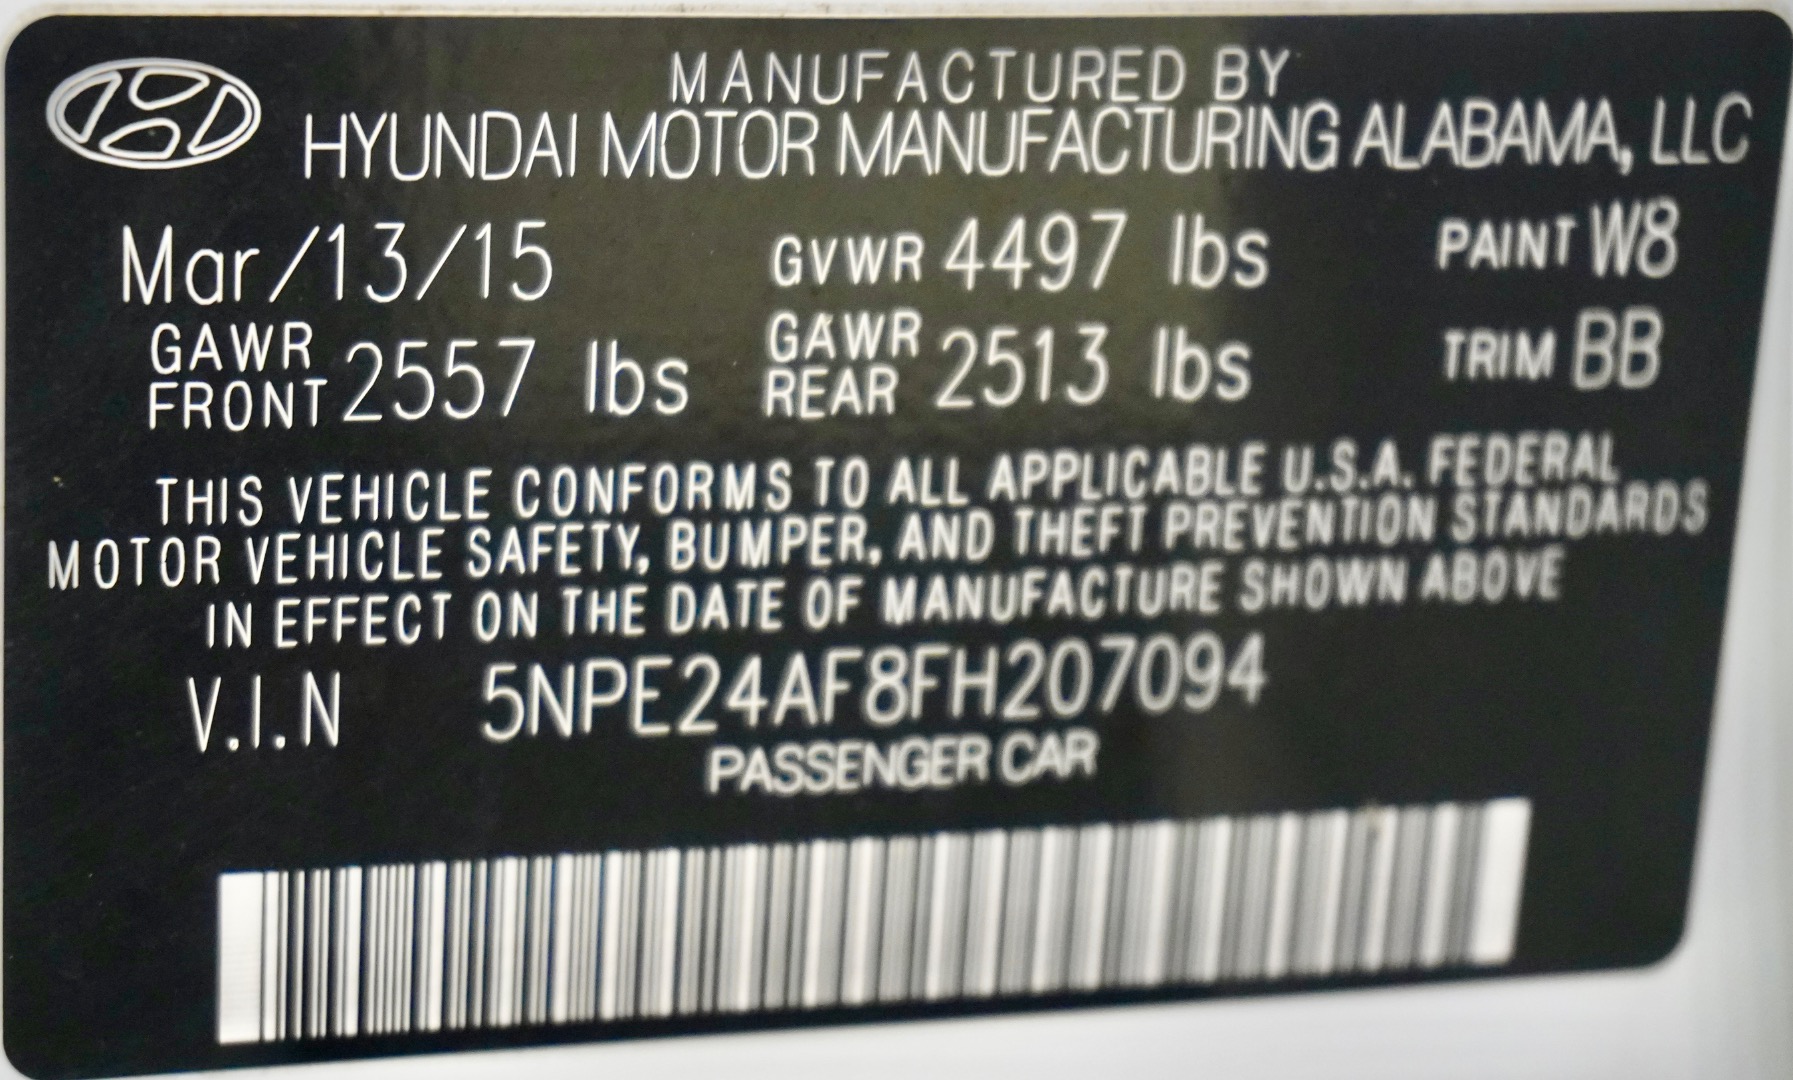 MANUFACTURED BY
HYUNDAI MOTOR MANUFACTURING ALABAMA, LLC
Mar/13/15 GVWR 4497 lbs PAINT W8
GAWR FRONT 2557 lbs GAWR REAR 2513 lbs TRIM BB
THIS VEHICLE CONFORMS TO ALL APPLICABLE U.S.A. FEDERAL
MOTOR VEHICLE SAFETY, BUMPER, AND THEFT PREVENTION STANDARDS
IN EFFECT ON THE DATE OF MANUFACTURE SHOWN ABOVE
V.I.N 5NPE24AF8FH207094
PASSENGER CAR